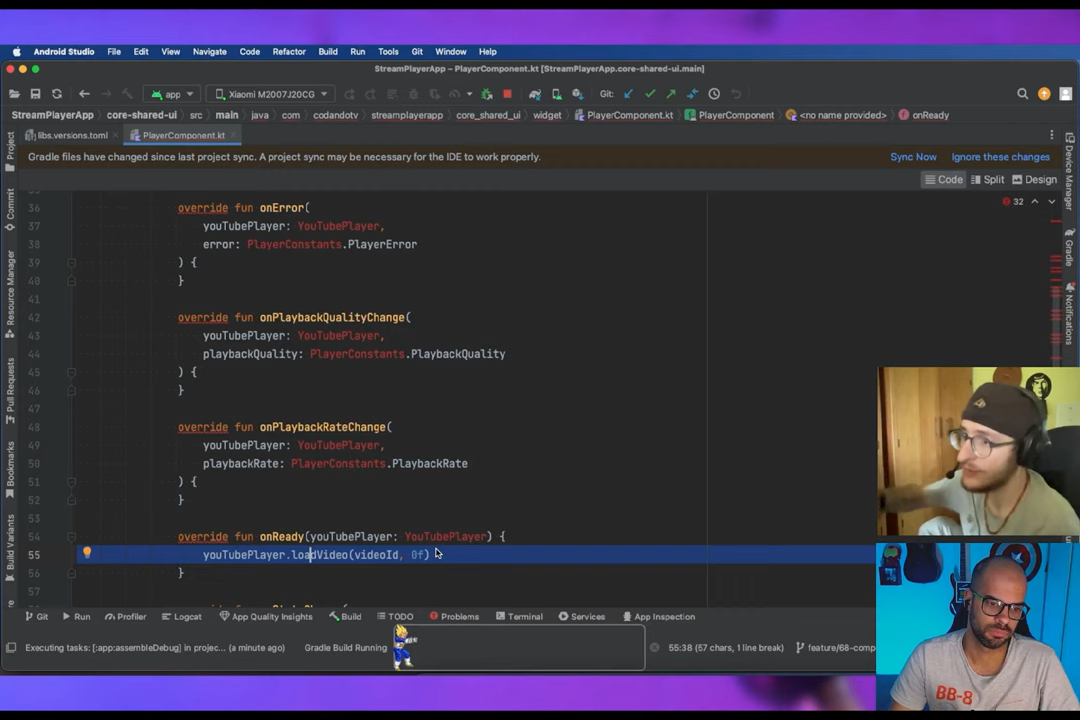 Android Studio File Edit View Navigate Code Refactor Build Run Tools Git Window Help
StreamPlayerApp – PlayerComponent.kt [StreamPlayerApp.core-shared-ui.main]
app Xiaomi M2007J20CG Git:
StreamPlayerApp core-shared-ui src main java com codandotv streamplayerapp core_shared_ui widget PlayerComponent.kt PlayerComponent <no name provided> onReady
libs.versions.toml PlayerComponent.kt
Gradle files have changed since last project sync. A project sync may be necessary for the IDE to work properly. Sync Now Ignore these changes
Code Split Design
32
36 override fun onError(
37 youTubePlayer: YouTubePlayer,
38 error: PlayerConstants.PlayerError
39 ) {
40 }
41
42 override fun onPlaybackQualityChange(
43 youTubePlayer: YouTubePlayer,
44 playbackQuality: PlayerConstants.PlaybackQuality
45 ) {
46 }
47
48 override fun onPlaybackRateChange(
49 youTubePlayer: YouTubePlayer,
50 playbackRate: PlayerConstants.PlaybackRate
51 ) {
52 }
53
54 override fun onReady(youTubePlayer: YouTubePlayer) {
55 youTubePlayer.loadVideo(videoId, 0f)
56 }
57
Project
Commit
Resource Manager
Pull Requests
Bookmarks
Build Variants
Device Manager
Gradle
Notifications
Git Run Profiler Logcat App Quality Insights Build TODO Problems Terminal Services App Inspection
Executing tasks: [:app:assembleDebug] in projec... (a minute ago) Gradle Build Running 55:38 (57 chars, 1 line break) feature/68-comp
BB-8